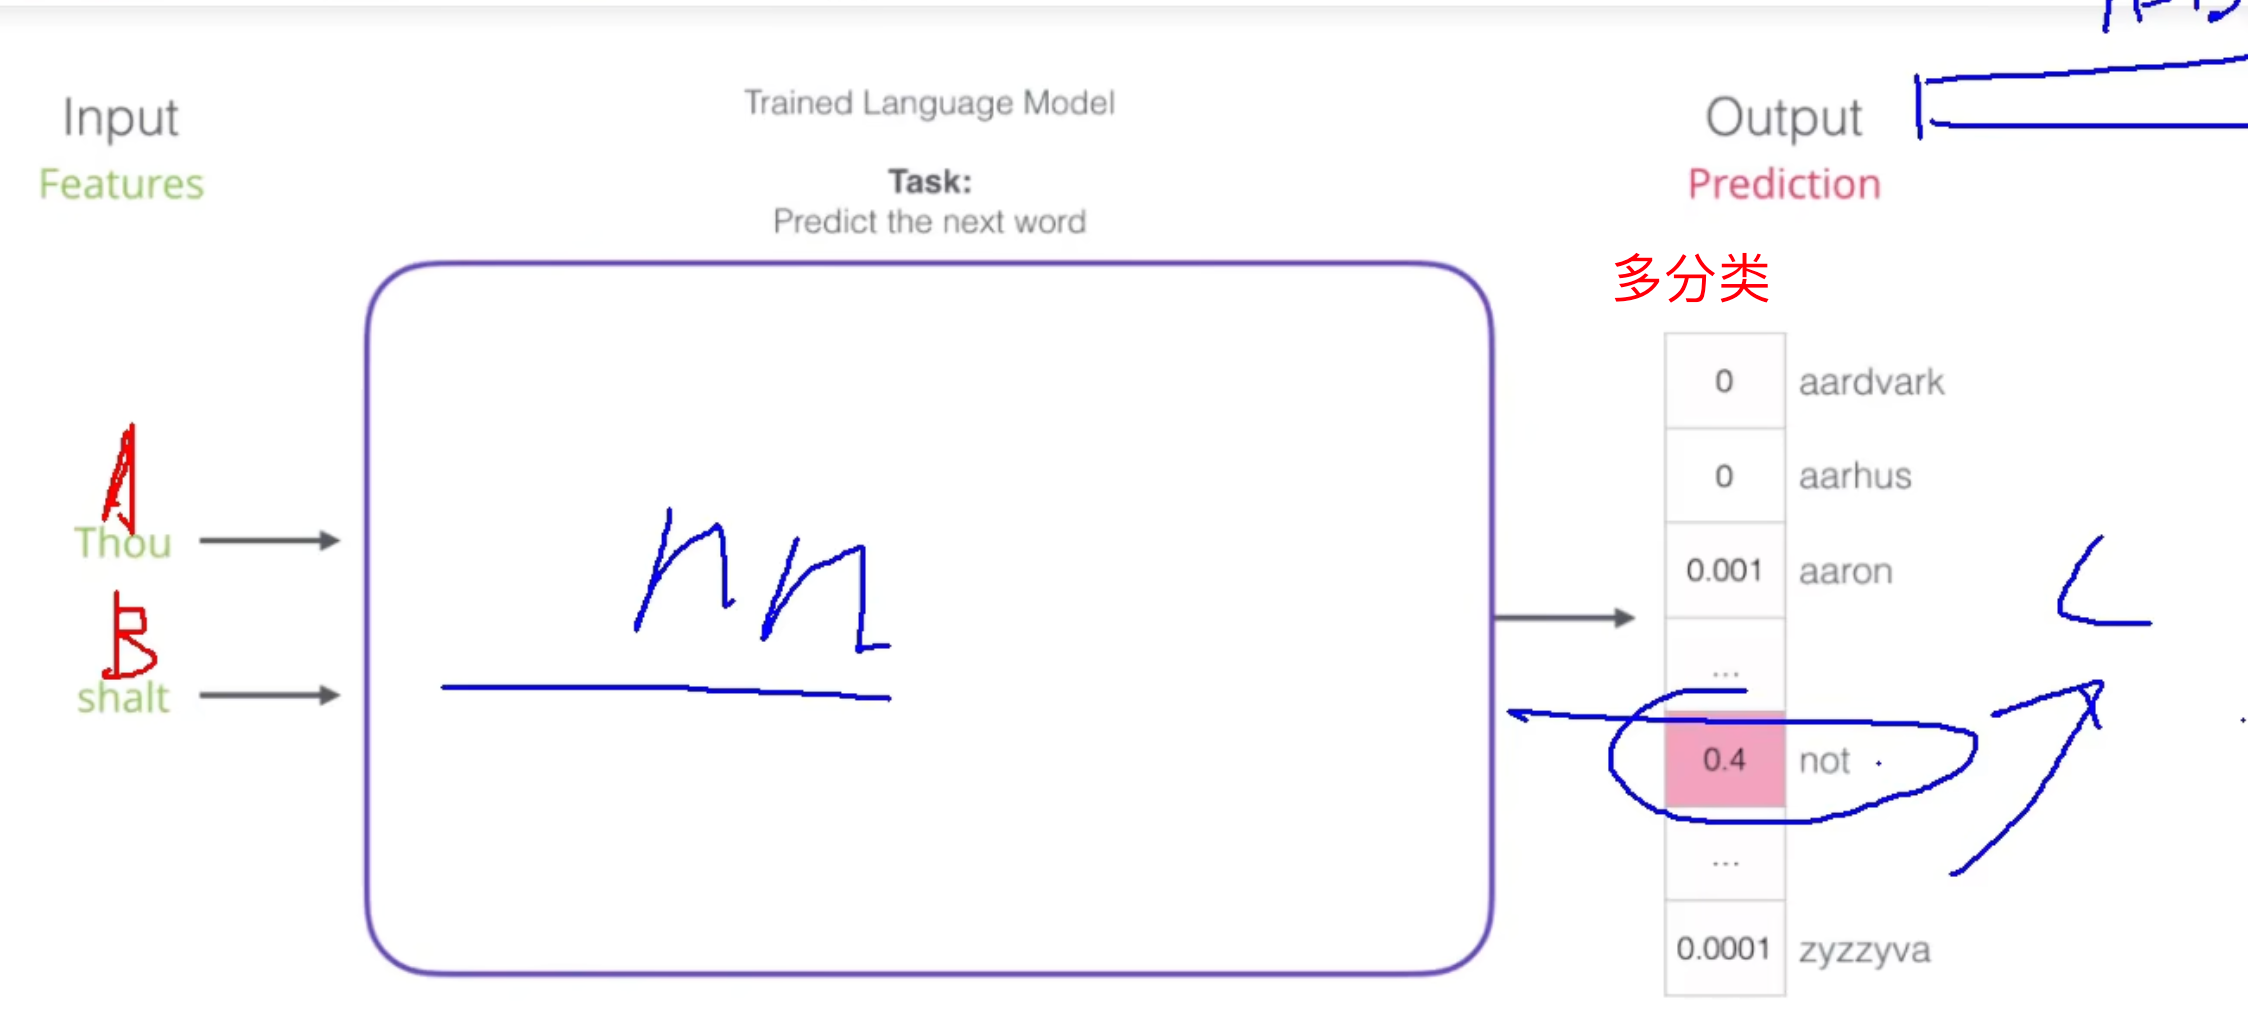 Input
Features
Trained Language Model
Task:
Predict the next word
Output
Prediction
多分类
A
Thou
B
shalt
nn
0 aardvark
0 aarhus
0.001 aaron
...
0.4 not
...
0.0001 zyzzyva
C